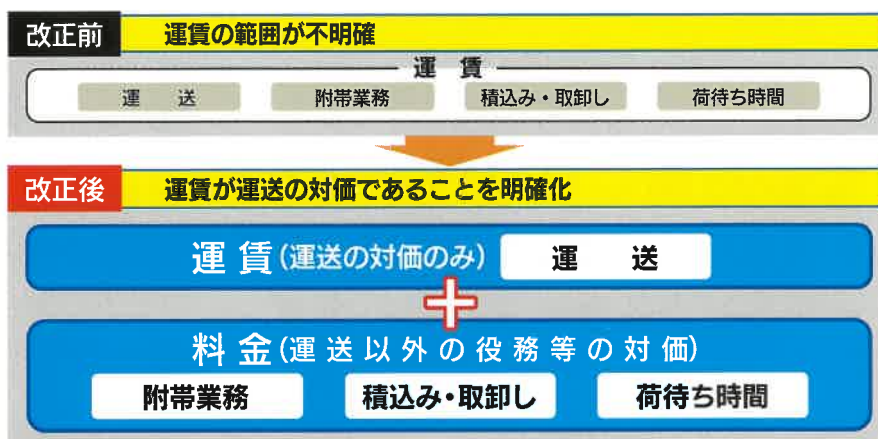 改正前 運賃の範囲が不明確
運賃
運送 附帯業務 積込み・取卸し 荷待ち時間
改正後 運賃が運送の対価であることを明確化
運賃(運送の対価のみ) 運送
+
料金(運送以外の役務等の対価)
附帯業務 積込み・取卸し 荷待ち時間